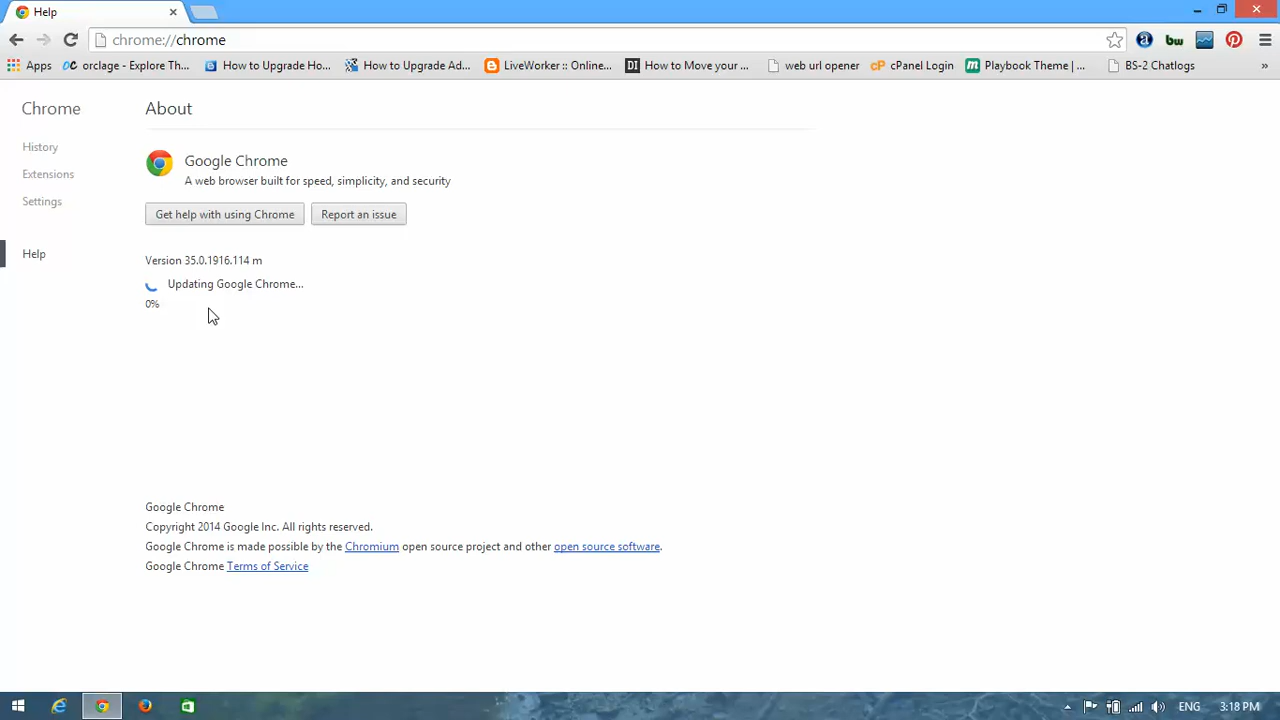 Help
chrome://chrome
Apps
orclage - Explore Th...
How to Upgrade Ho...
How to Upgrade Ad...
LiveWorker :: Online...
DI
How to Move your ...
web url opener
cP
cPanel Login
m
Playbook Theme | ...
BS-2 Chatlogs
»
bw
Chrome
History
Extensions
Settings
Help
About
Google Chrome
A web browser built for speed, simplicity, and security
Get help with using Chrome
Report an issue
Version 35.0.1916.114 m
Updating Google Chrome...
0%
Google Chrome
Copyright 2014 Google Inc. All rights reserved.
Google Chrome is made possible by the Chromium open source project and other open source software.
Google Chrome Terms of Service
ENG
3:18 PM